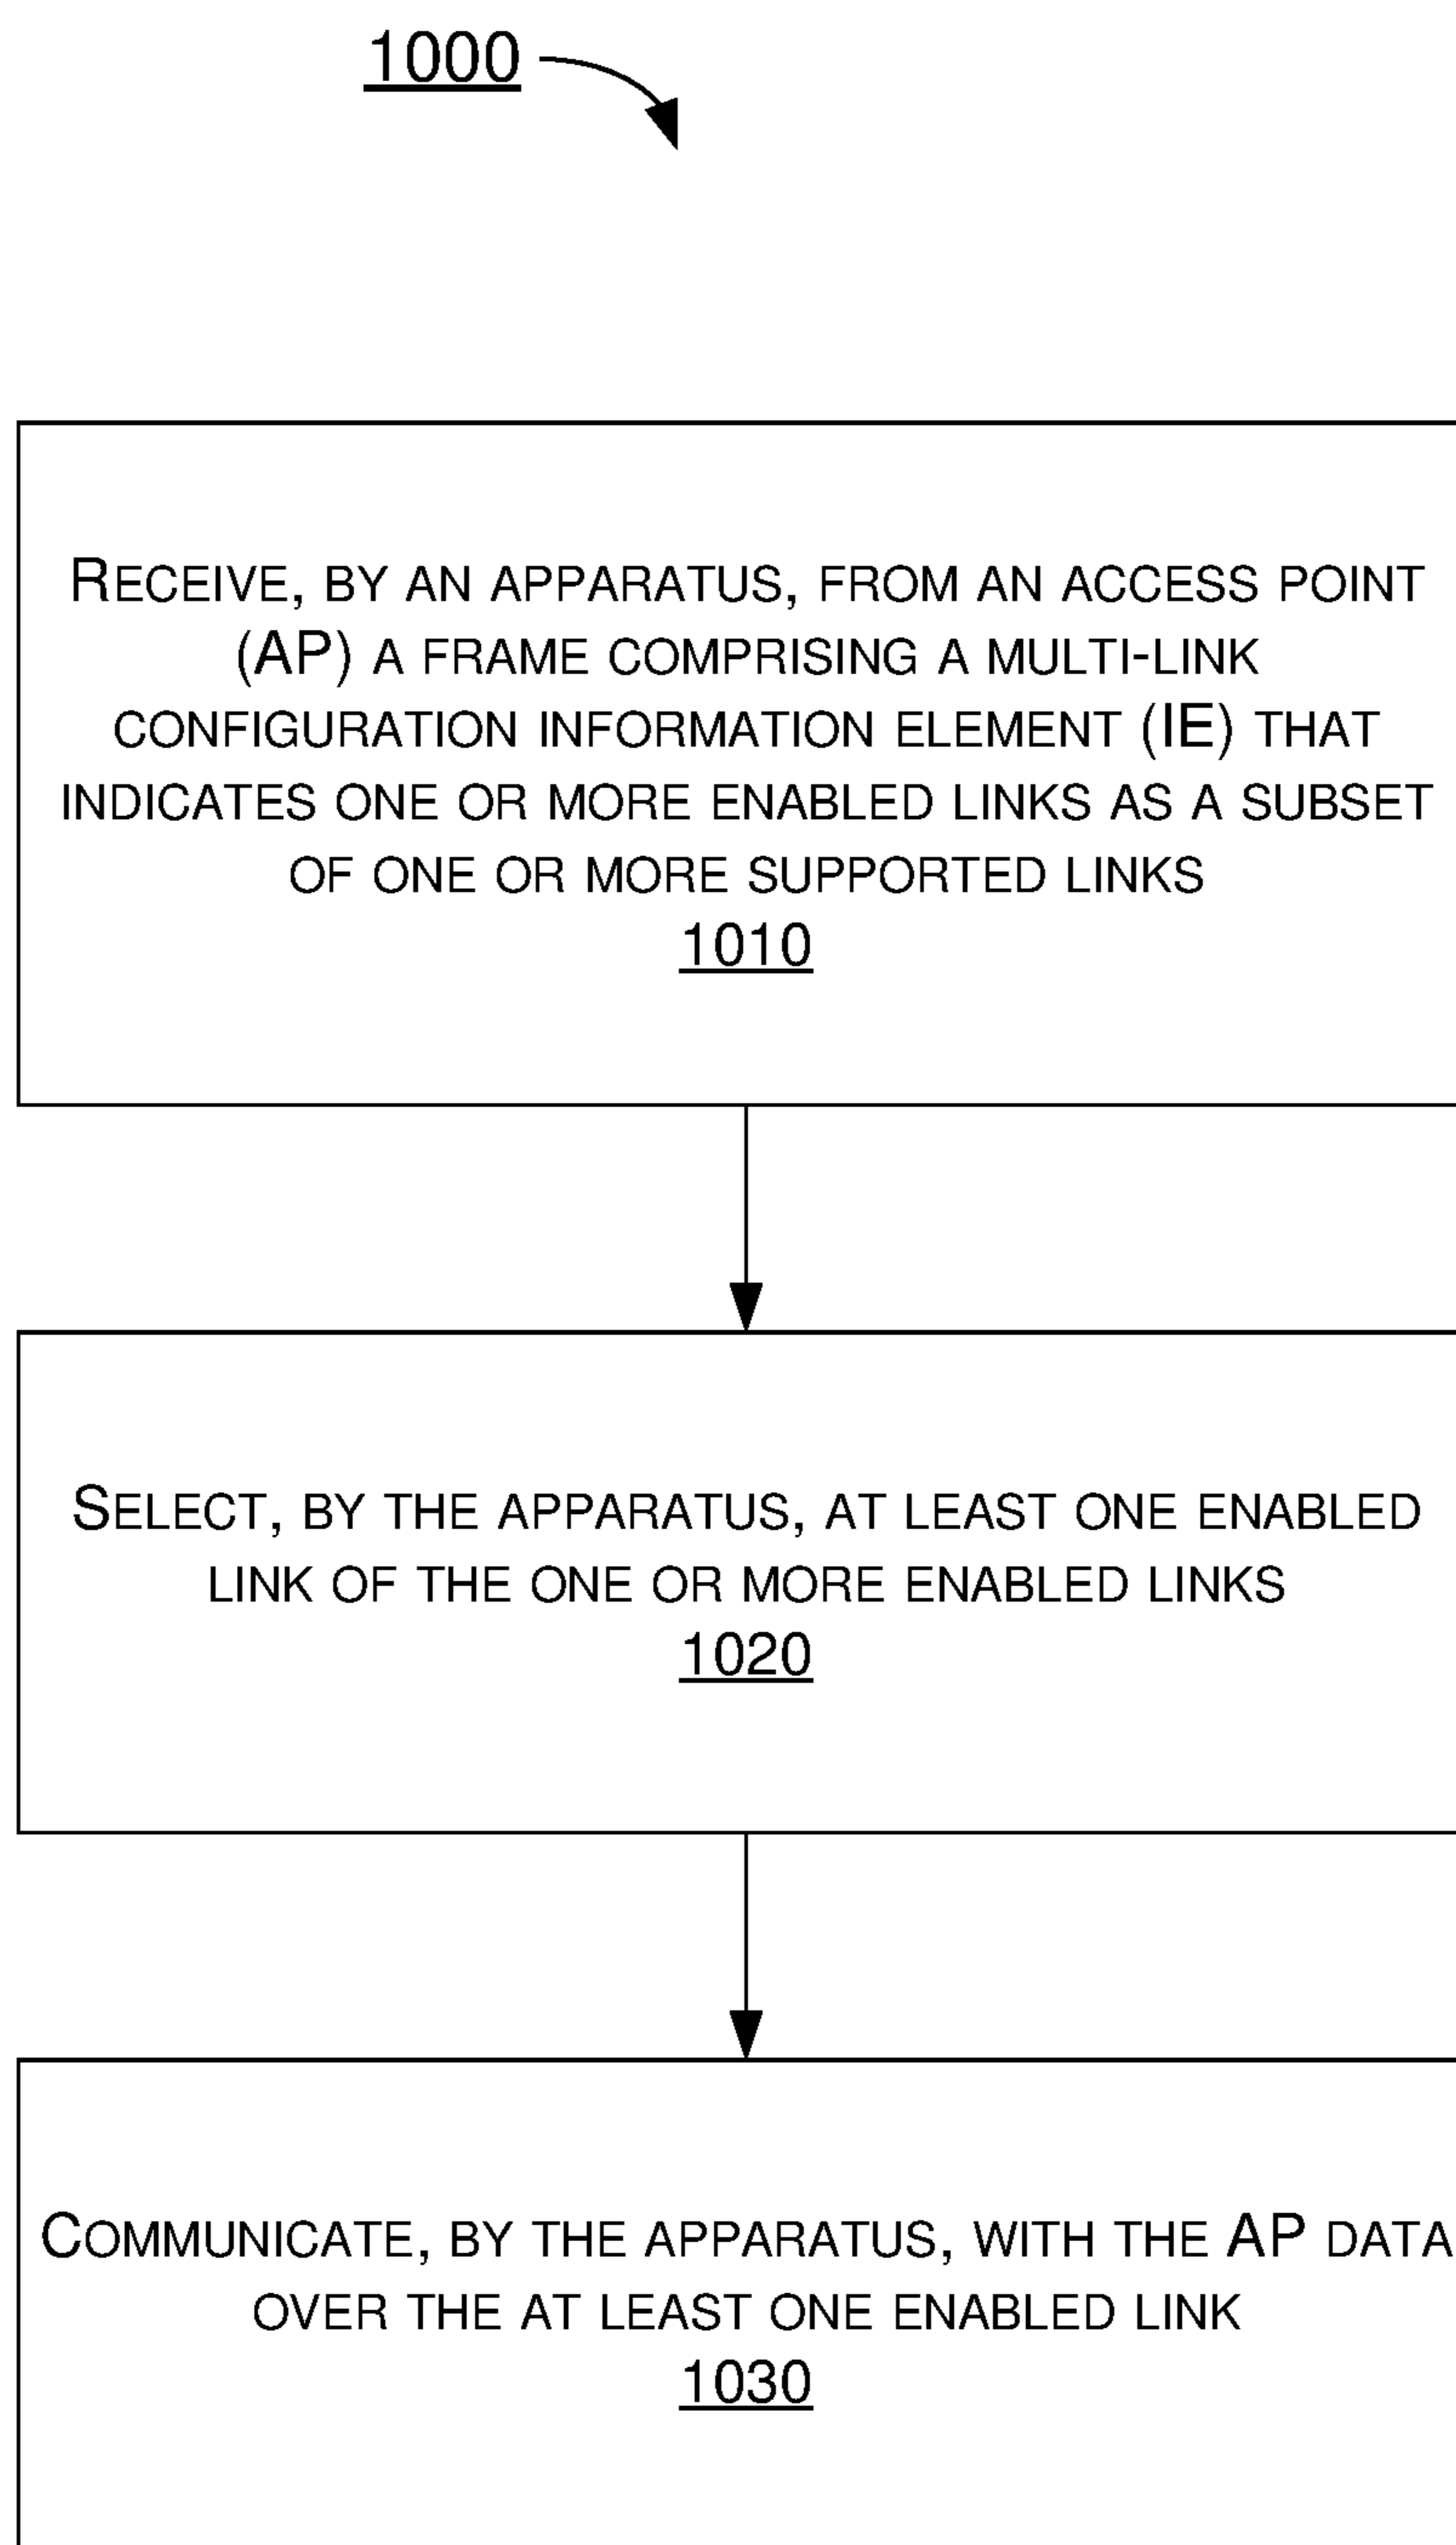 1000
RECEIVE, BY AN APPARATUS, FROM AN ACCESS POINT
(AP) A FRAME COMPRISING A MULTI-LINK
CONFIGURATION INFORMATION ELEMENT (IE) THAT
INDICATES ONE OR MORE ENABLED LINKS AS A SUBSET
OF ONE OR MORE SUPPORTED LINKS
1010
SELECT, BY THE APPARATUS, AT LEAST ONE ENABLED
LINK OF THE ONE OR MORE ENABLED LINKS
1020
COMMUNICATE, BY THE APPARATUS, WITH THE AP DATA
OVER THE AT LEAST ONE ENABLED LINK
1030